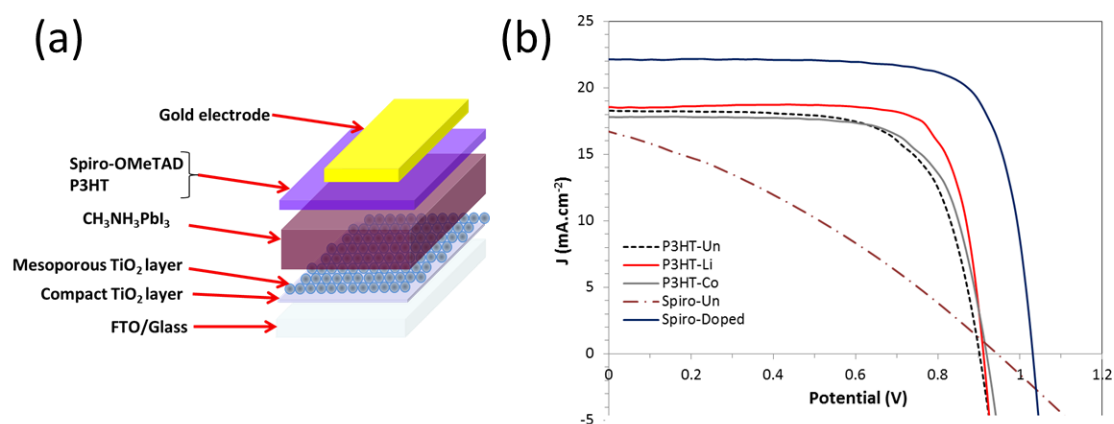 (a)
Gold electrode
Spiro-OMeTAD
P3HT
CH₃NH₃PbI₃
Mesoporous TiO₂ layer
Compact TiO₂ layer
FTO/Glass
(b)
J (mA.cm⁻²)
25
20
15
10
5
0
-5
P3HT-Un
P3HT-Li
P3HT-Co
Spiro-Un
Spiro-Doped
0 0.2 0.4 0.6 0.8 1 1.2
Potential (V)